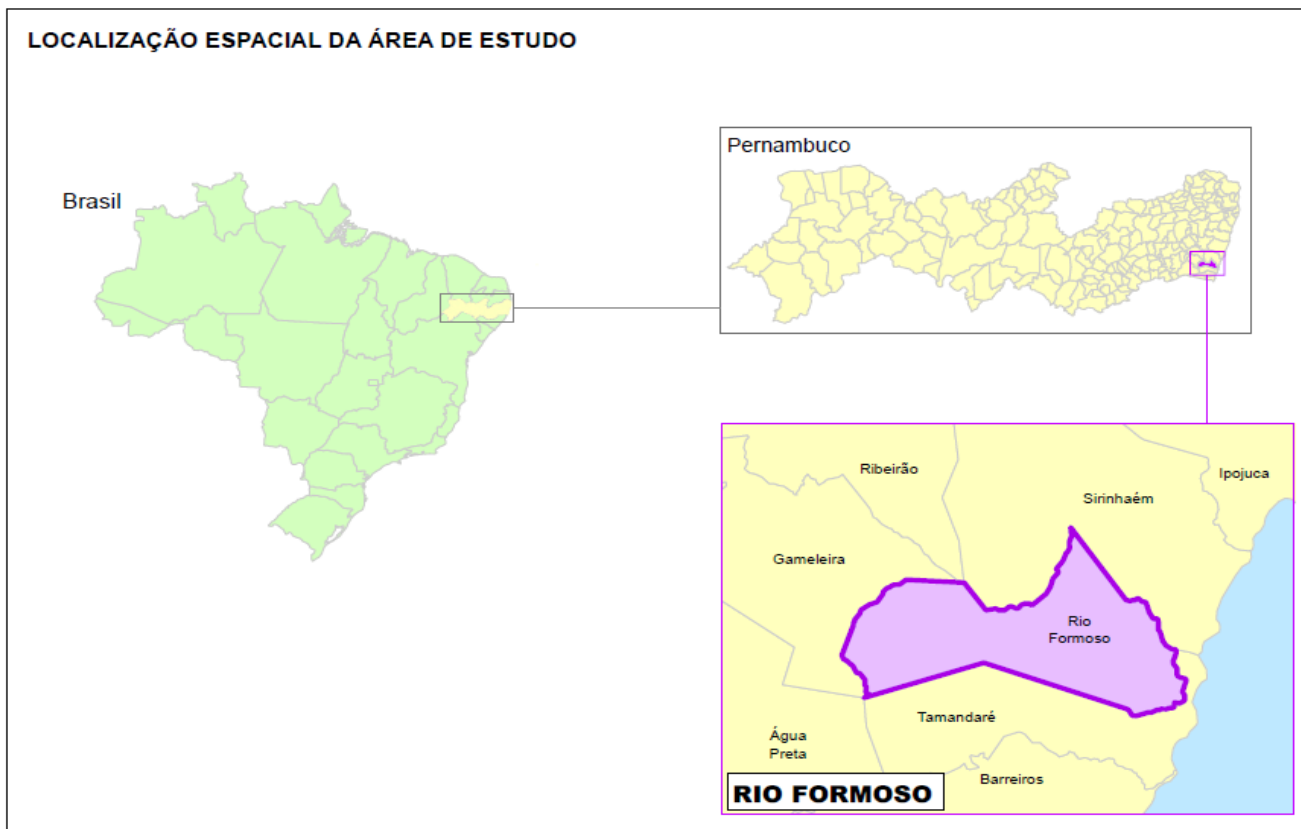 LOCALIZAÇÃO ESPACIAL DA ÁREA DE ESTUDO
Brasil
Pernambuco
Ribeirão
Ipojuca
Sirinhaém
Gameleira
Rio
Formoso
Tamandaré
Água
Preta
Barreiros
RIO FORMOSO